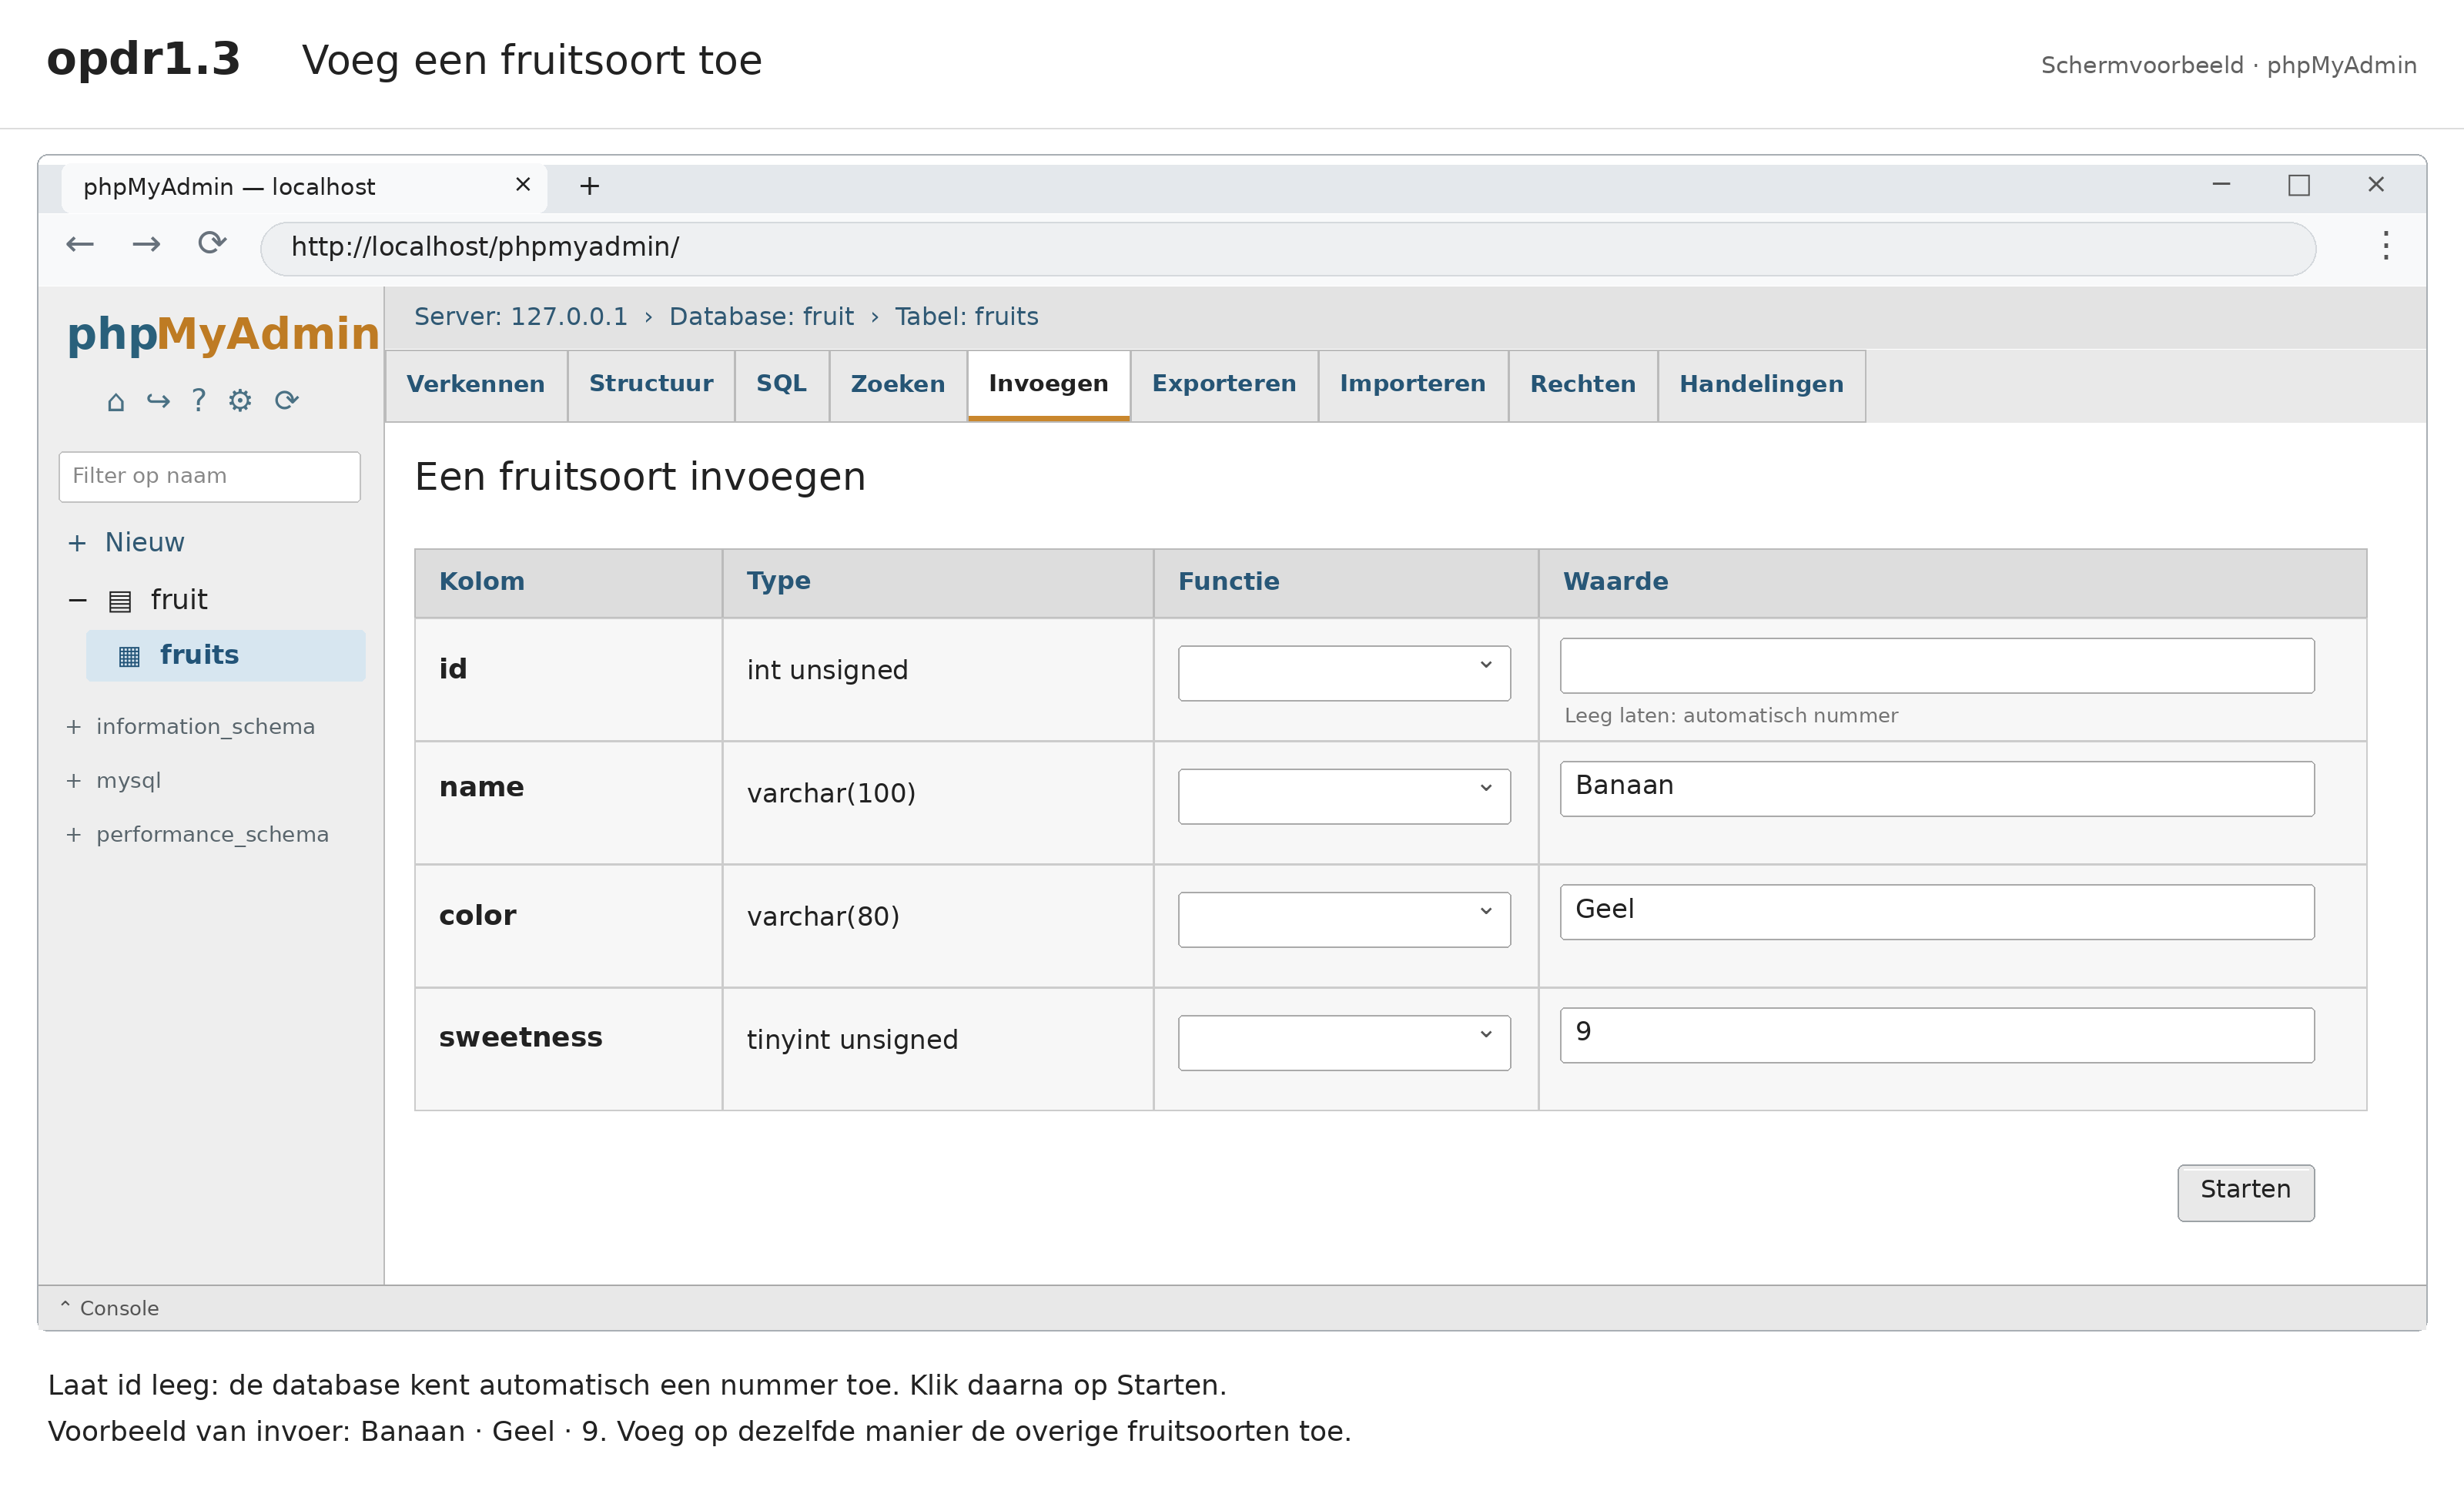 opdr1.3 Voeg een fruitsoort toe
Schermvoorbeeld · phpMyAdmin
phpMyAdmin — localhost × +
http://localhost/phpmyadmin/
phpMyAdmin
Filter op naam
+ Nieuw
− fruit
fruits
+ information_schema
+ mysql
+ performance_schema
Server: 127.0.0.1 › Database: fruit › Tabel: fruits
Verkennen Structuur SQL Zoeken Invoegen Exporteren Importeren Rechten Handelingen
Een fruitsoort invoegen
Kolom Type Functie Waarde
id int unsigned
Leeg laten: automatisch nummer
name varchar(100) Banaan
color varchar(80) Geel
sweetness tinyint unsigned 9
Starten
Console
Laat id leeg: de database kent automatisch een nummer toe. Klik daarna op Starten.
Voorbeeld van invoer: Banaan · Geel · 9. Voeg op dezelfde manier de overige fruitsoorten toe.